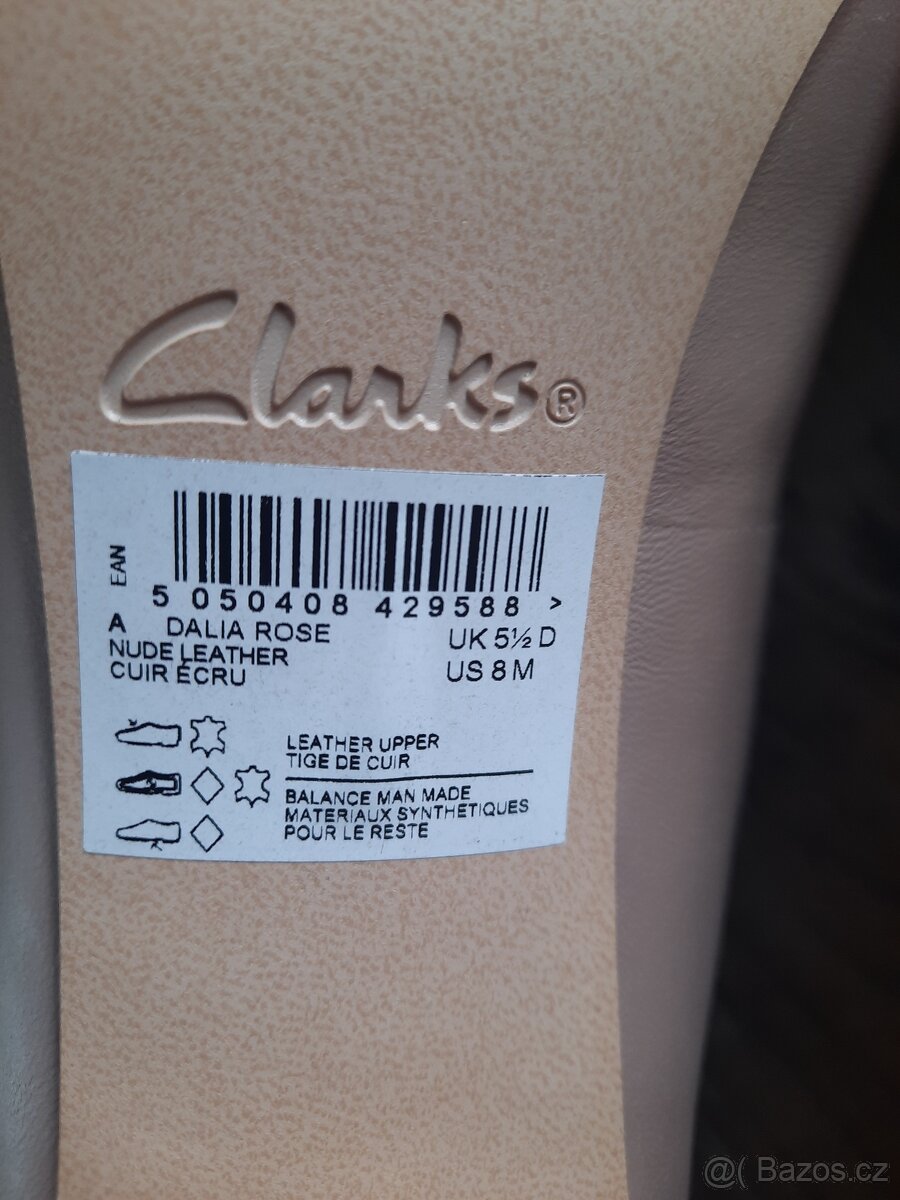 Clarks®
EAN
5 050408 429588 >
A DALIA ROSE UK 5½ D
NUDE LEATHER US 8 M
CUIR ÉCRU
LEATHER UPPER
TIGE DE CUIR
BALANCE MAN MADE
MATERIAUX SYNTHETIQUES
POUR LE RESTE
@( Bazos.cz